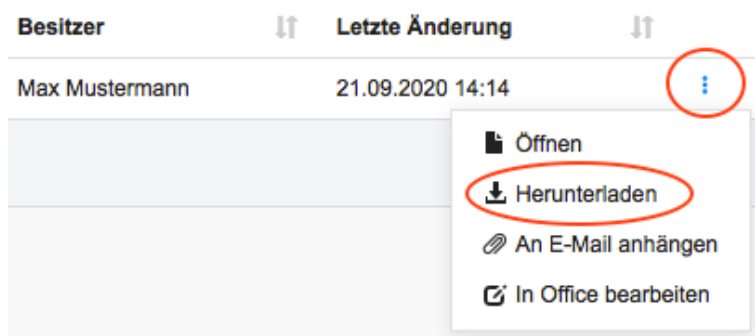 Besitzer Letzte Änderung
Max Mustermann 21.09.2020 14:14
Öffnen
Herunterladen
An E-Mail anhängen
In Office bearbeiten